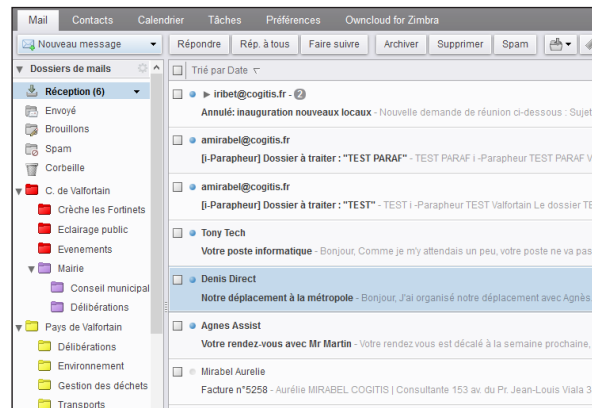 Mail Contacts Calendrier Tâches Préférences Owncloud for Zimbra
Nouveau message Répondre Rép. à tous Faire suivre Archiver Supprimer Spam
Dossiers de mails
Trié par Date
Réception (6)
Envoyé
Brouillons
Spam
Corbeille
C. de Valfortain
Crèche les Fortinets
Eclairage public
Evenements
Mairie
Conseil municipal
Délibérations
Pays de Valfortain
Délibérations
Environnement
Gestion des déchets
Transports
iribet@cogitis.fr - 2
Annulé: inauguration nouveaux locaux - Nouvelle demande de réunion ci-dessous : Sujet
amirabel@cogitis.fr
[i-Parapheur] Dossier à traiter : "TEST PARAF" - TEST PARAF i -Parapheur TEST PARAF V
amirabel@cogitis.fr
[i-Parapheur] Dossier à traiter : "TEST" - TEST i -Parapheur TEST Valfortain Le dossier TE
Tony Tech
Votre poste informatique - Bonjour, Comme je m'y attendais un peu, votre poste ne va pas
Denis Direct
Notre déplacement à la métropole - Bonjour, J'ai organisé notre déplacement avec Agnès.
Agnes Assist
Votre rendez-vous avec Mr Martin - Votre rendez vous est décalé à la semaine prochaine,
Mirabel Aurelie
Facture n°5258 - Aurélie MIRABEL COGITIS | Consultante 153 av. du Pr. Jean-Louis Viala 3